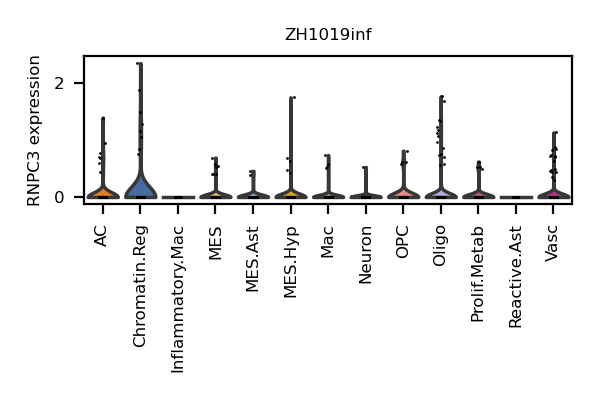 ZH1019inf
RNPC3 expression
2
0
AC
Chromatin.Reg
Inflammatory.Mac
MES
MES.Ast
MES.Hyp
Mac
Neuron
OPC
Oligo
Prolif.Metab
Reactive.Ast
Vasc